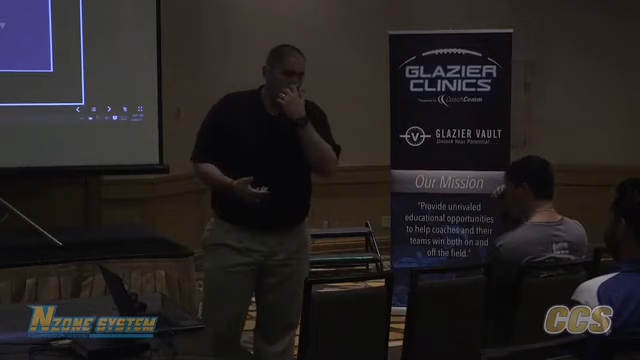 GLAZIER
CLINICS
CoachComm
GLAZIER VAULT
Unlock Your Potential
Our Mission
"Provide unrivaled
educational opportunities
to help coaches and their
teams win both on and
off the field."
NZONE SYSTEM
CCS